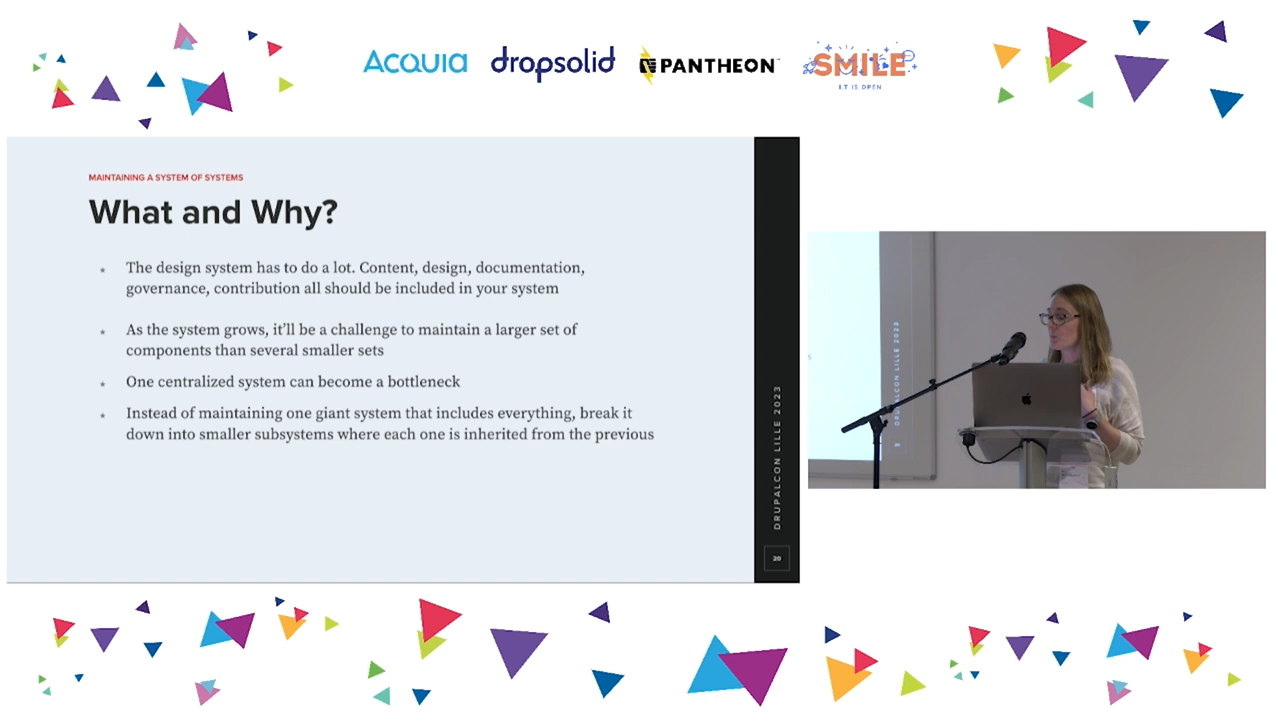 Acquia
dropsolid
PANTHEON
SMILE
I.T IS OPEN
MAINTAINING A SYSTEM OF SYSTEMS
What and Why?
The design system has to do a lot. Content, design, documentation,
governance, contribution all should be included in your system
As the system grows, it'll be a challenge to maintain a larger set of
components than several smaller sets
One centralized system can become a bottleneck
Instead of maintaining one giant system that includes everything, break it
down into smaller subsystems where each one is inherited from the previous
DRUPALCON LILLE 2023
20
DRUPALCON LILLE 2023